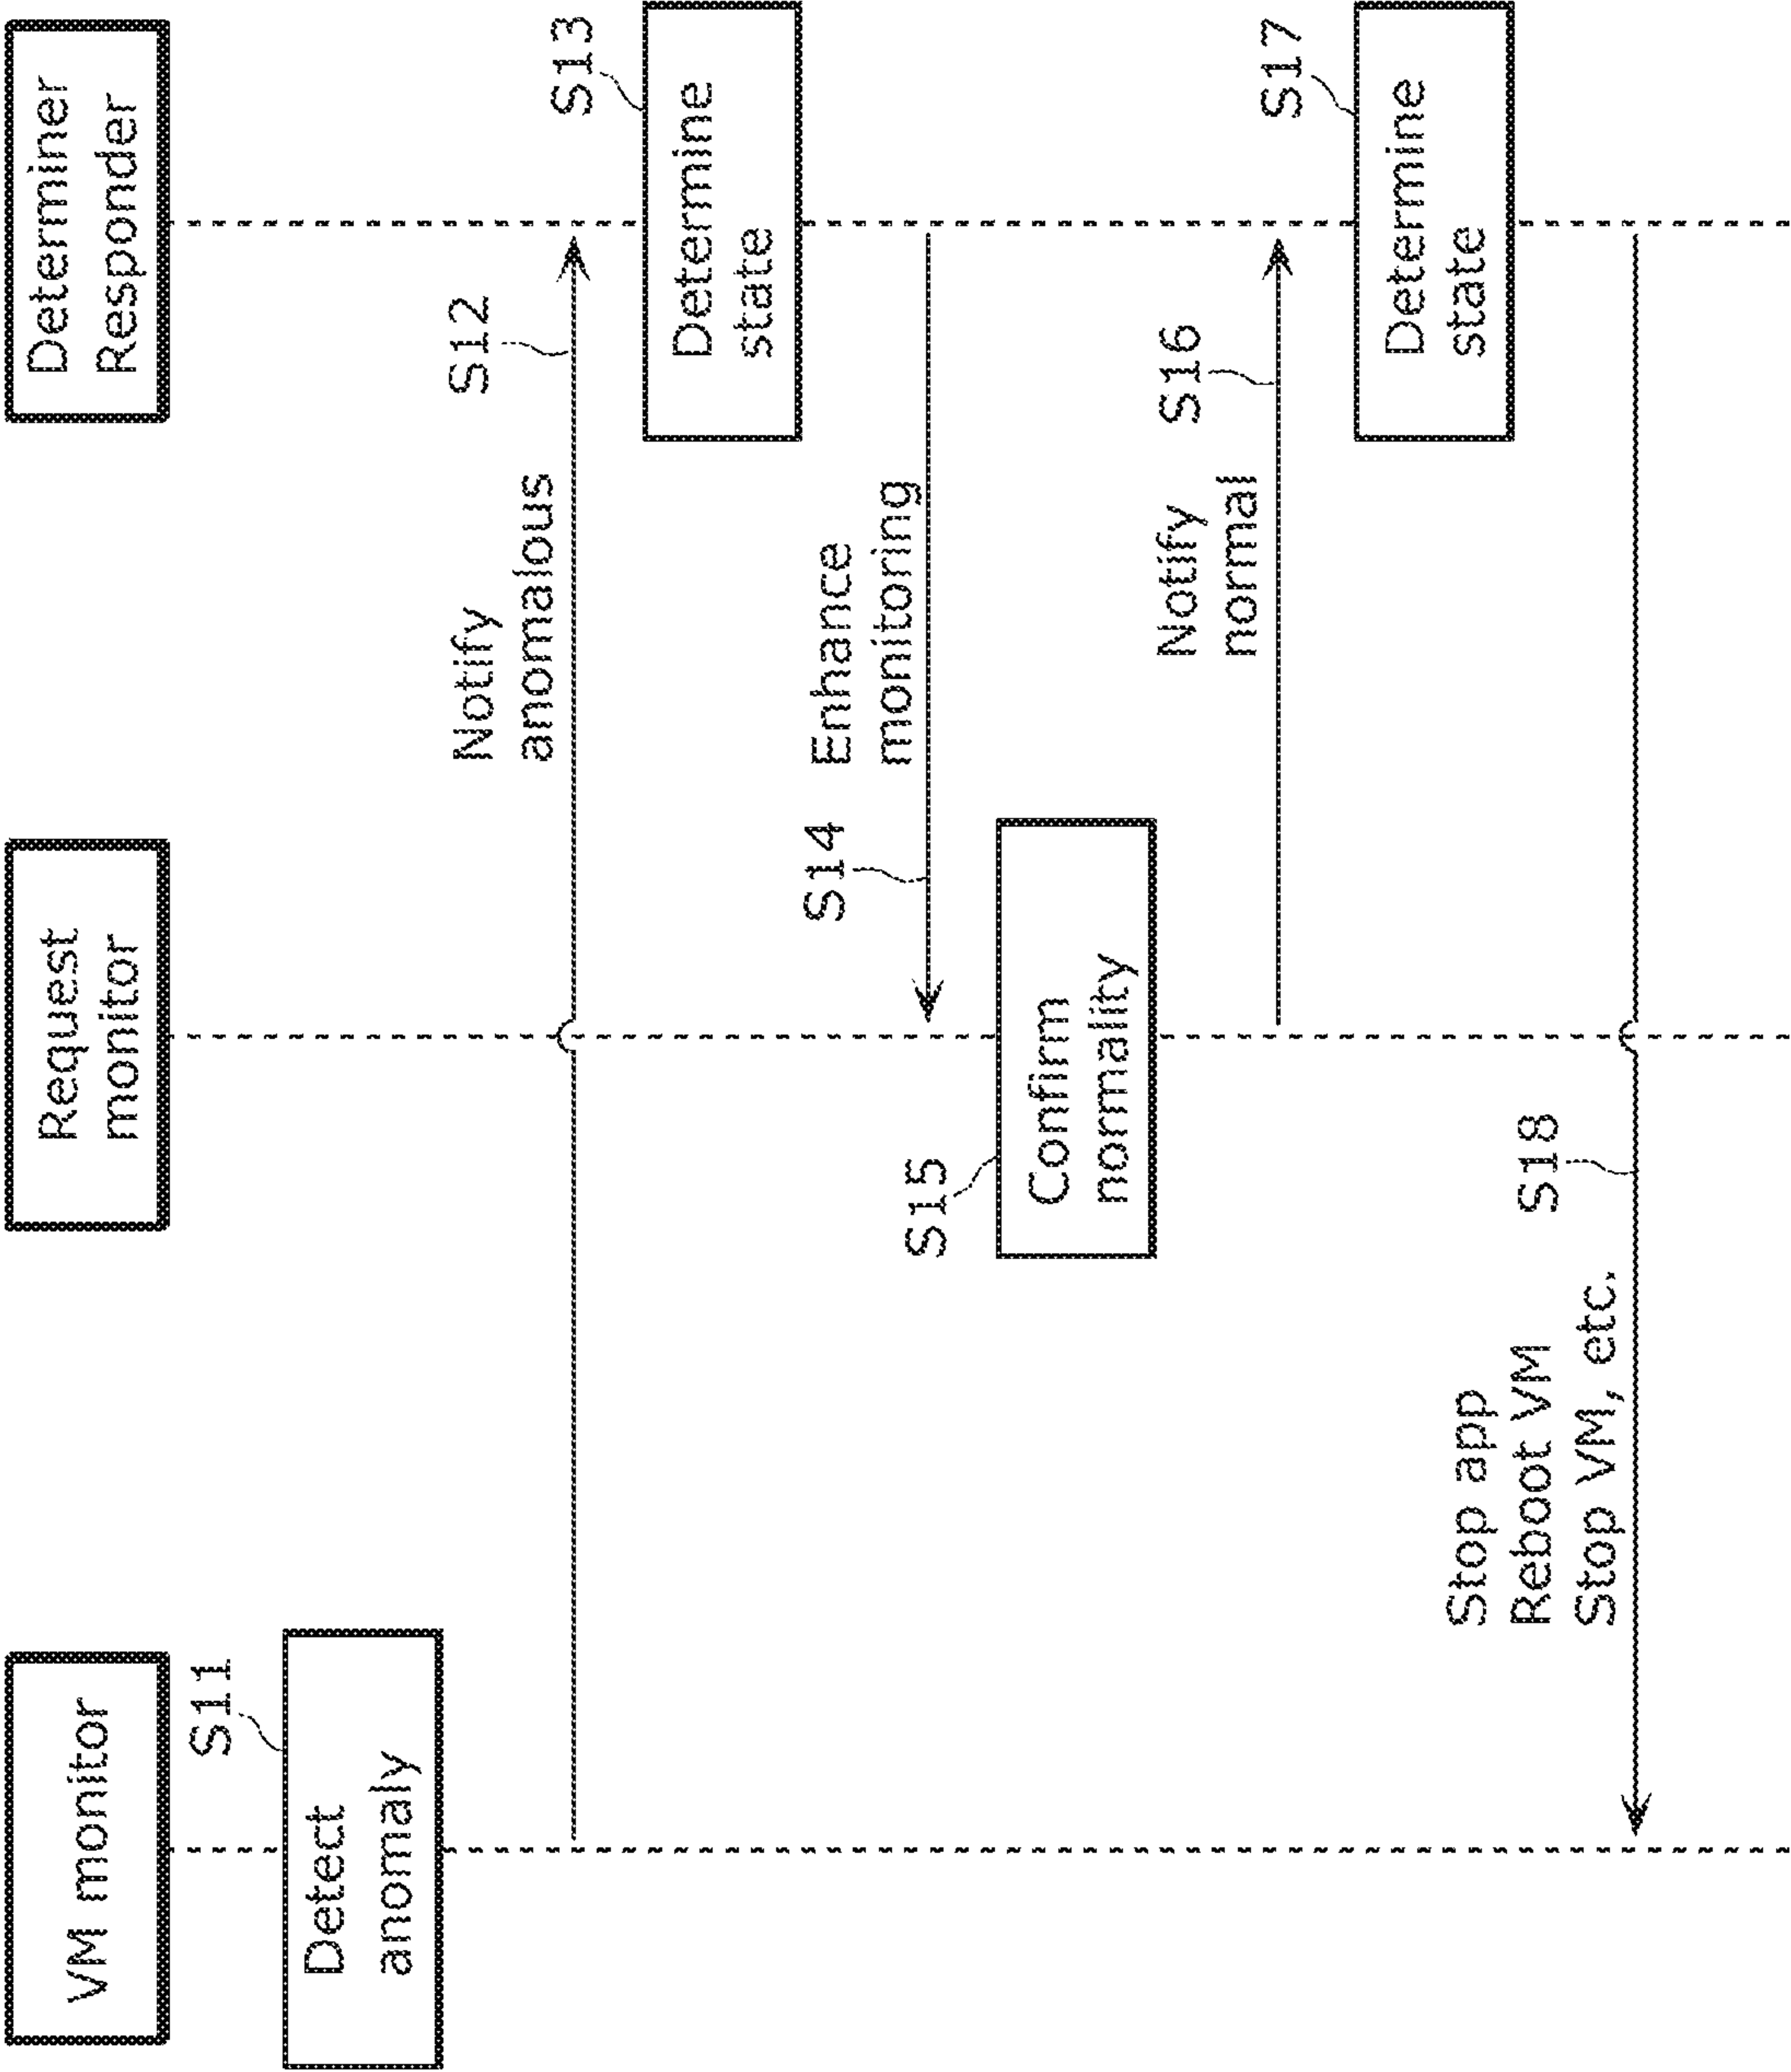 VM monitor
Request
monitor
Determiner
Responder
S11
Detect
anomaly
Notify
anomalous
S12
S13
Determine
state
S14
Enhance
monitoring
S15
Confirm
normality
Notify
normal
S16
S17
Determine
state
Stop app
Reboot VM
Stop VM, etc.
S18